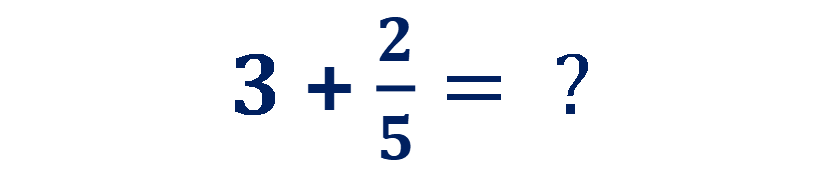 3 + 2/5 = ?